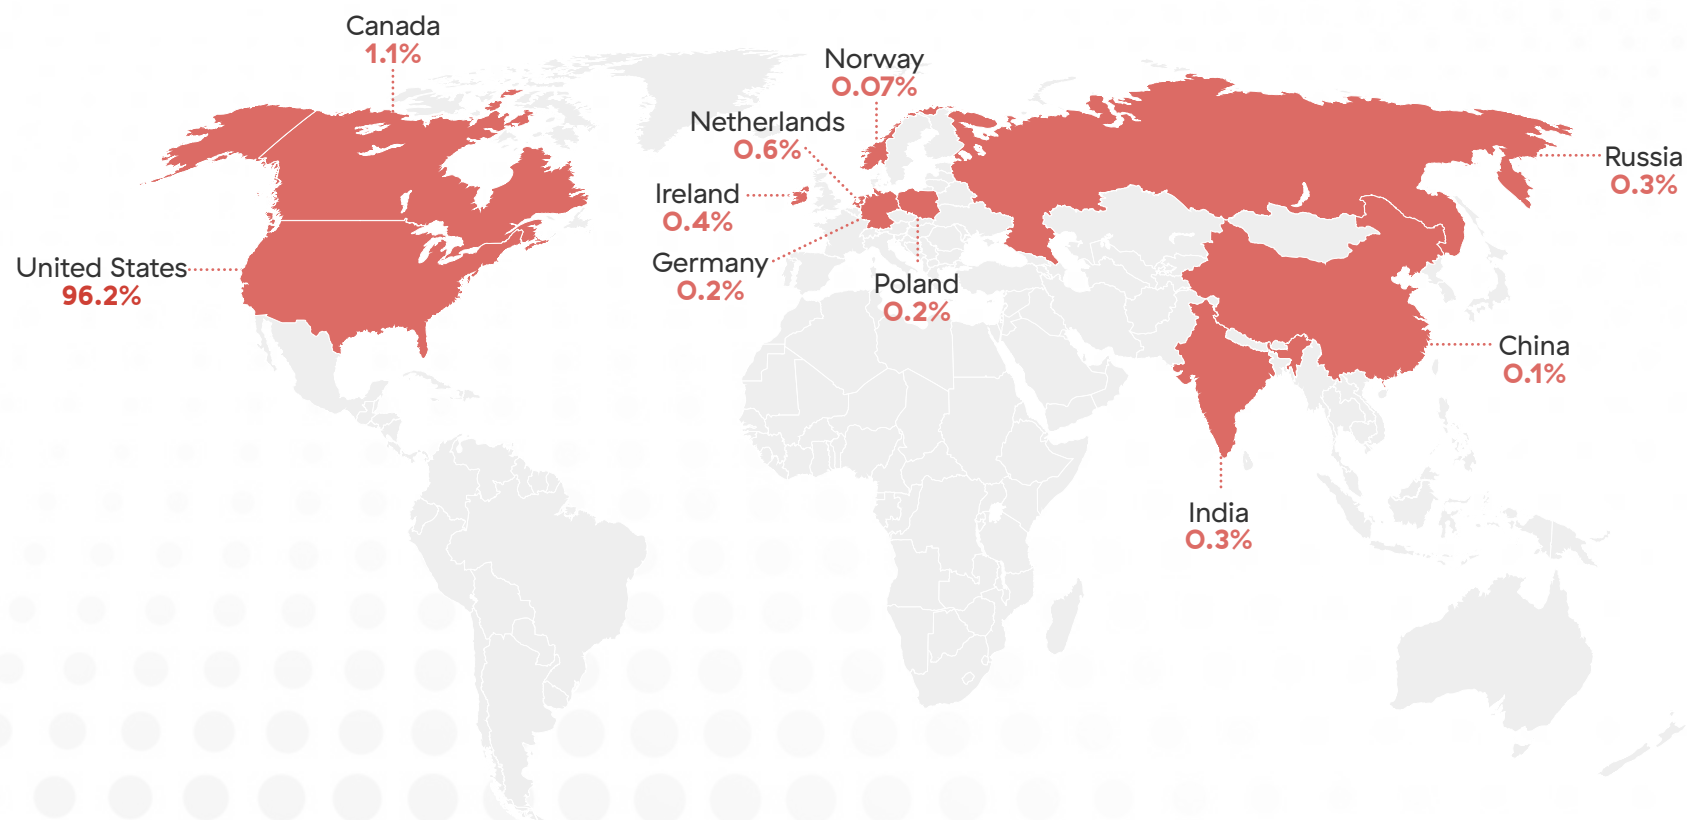 Canada
1.1%
Norway
0.07%
Netherlands
0.6%
Russia
0.3%
Ireland
0.4%
United States
96.2%
Germany
0.2%
Poland
0.2%
China
0.1%
India
0.3%